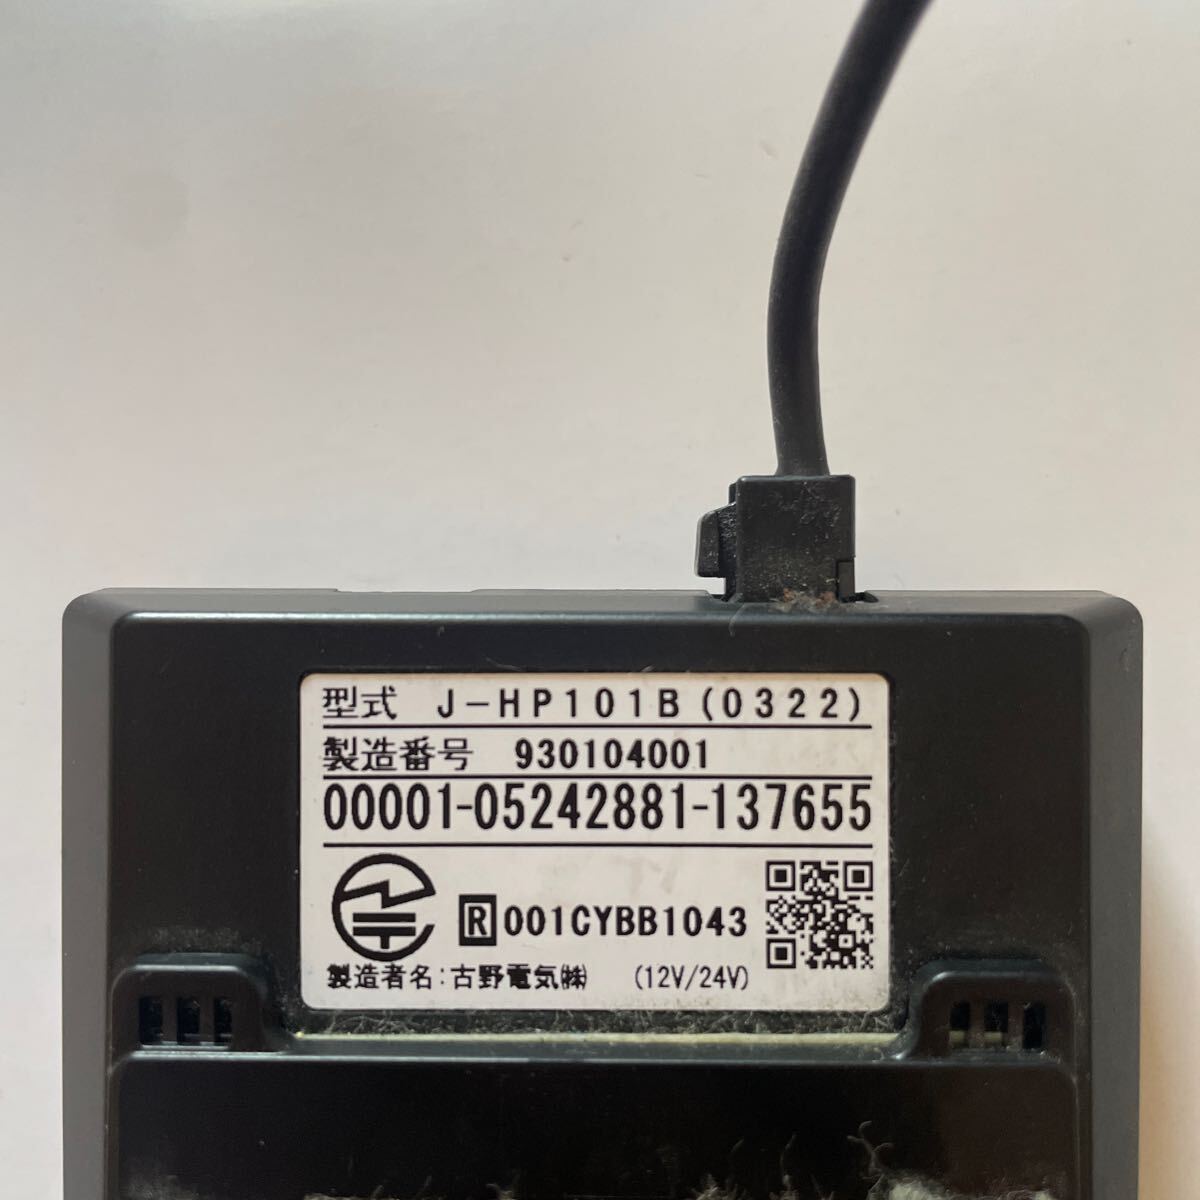 型式 J-HP101B(0322)
製造番号 930104001
00001-05242881-137655
R 001CYBB1043
製造者名:古野電気㈱ (12V/24V)